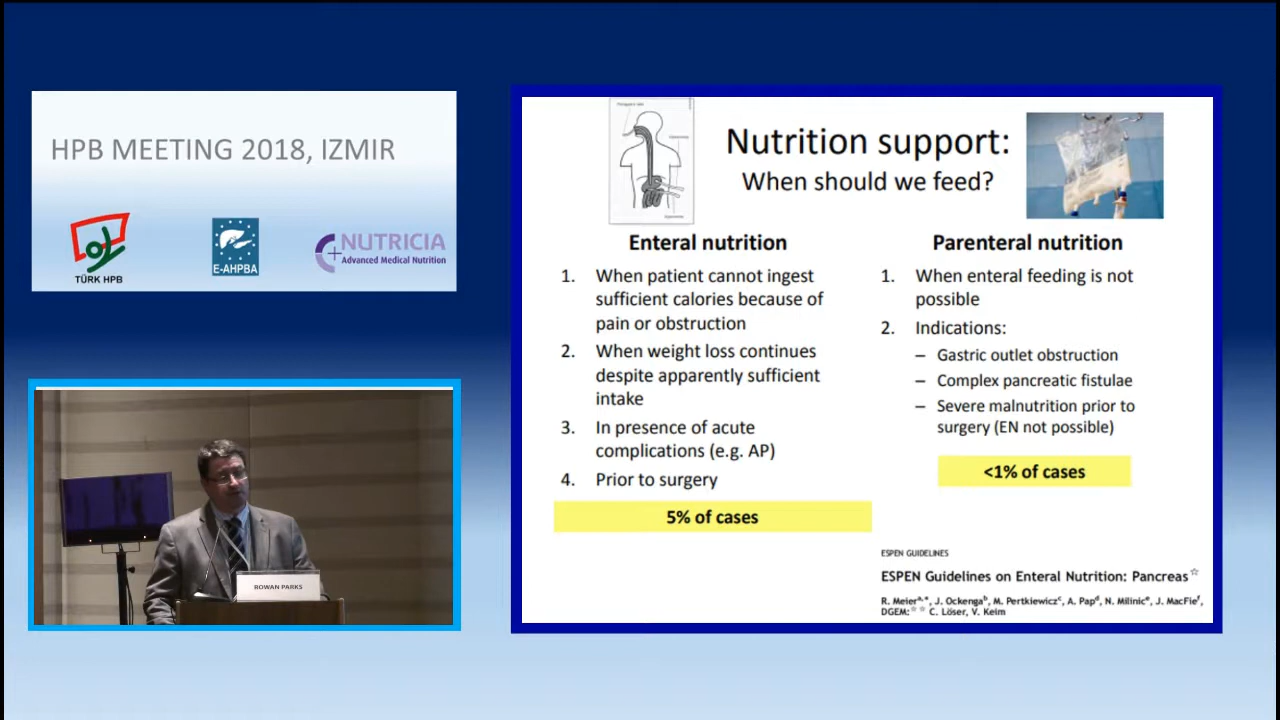 HPB MEETING 2018, IZMIR
TÜRK HPB
E-AHPBA
NUTRICIA
Advanced Medical Nutrition
ROWAN PARKS
Nutrition support:
When should we feed?
Enteral nutrition
1. When patient cannot ingest
sufficient calories because of
pain or obstruction
2. When weight loss continues
despite apparently sufficient
intake
3. In presence of acute
complications (e.g. AP)
4. Prior to surgery
5% of cases
Parenteral nutrition
1. When enteral feeding is not
possible
2. Indications:
– Gastric outlet obstruction
– Complex pancreatic fistulae
– Severe malnutrition prior to
surgery (EN not possible)
<1% of cases
ESPEN GUIDELINES
ESPEN Guidelines on Enteral Nutrition: Pancreas☆
R. Meier^a,*, J. Ockenga^b, M. Pertkiewicz^c, A. Pap^d, N. Milinic^e, J. MacFie^f,
DGEM:☆☆ C. Löser, V. Keim